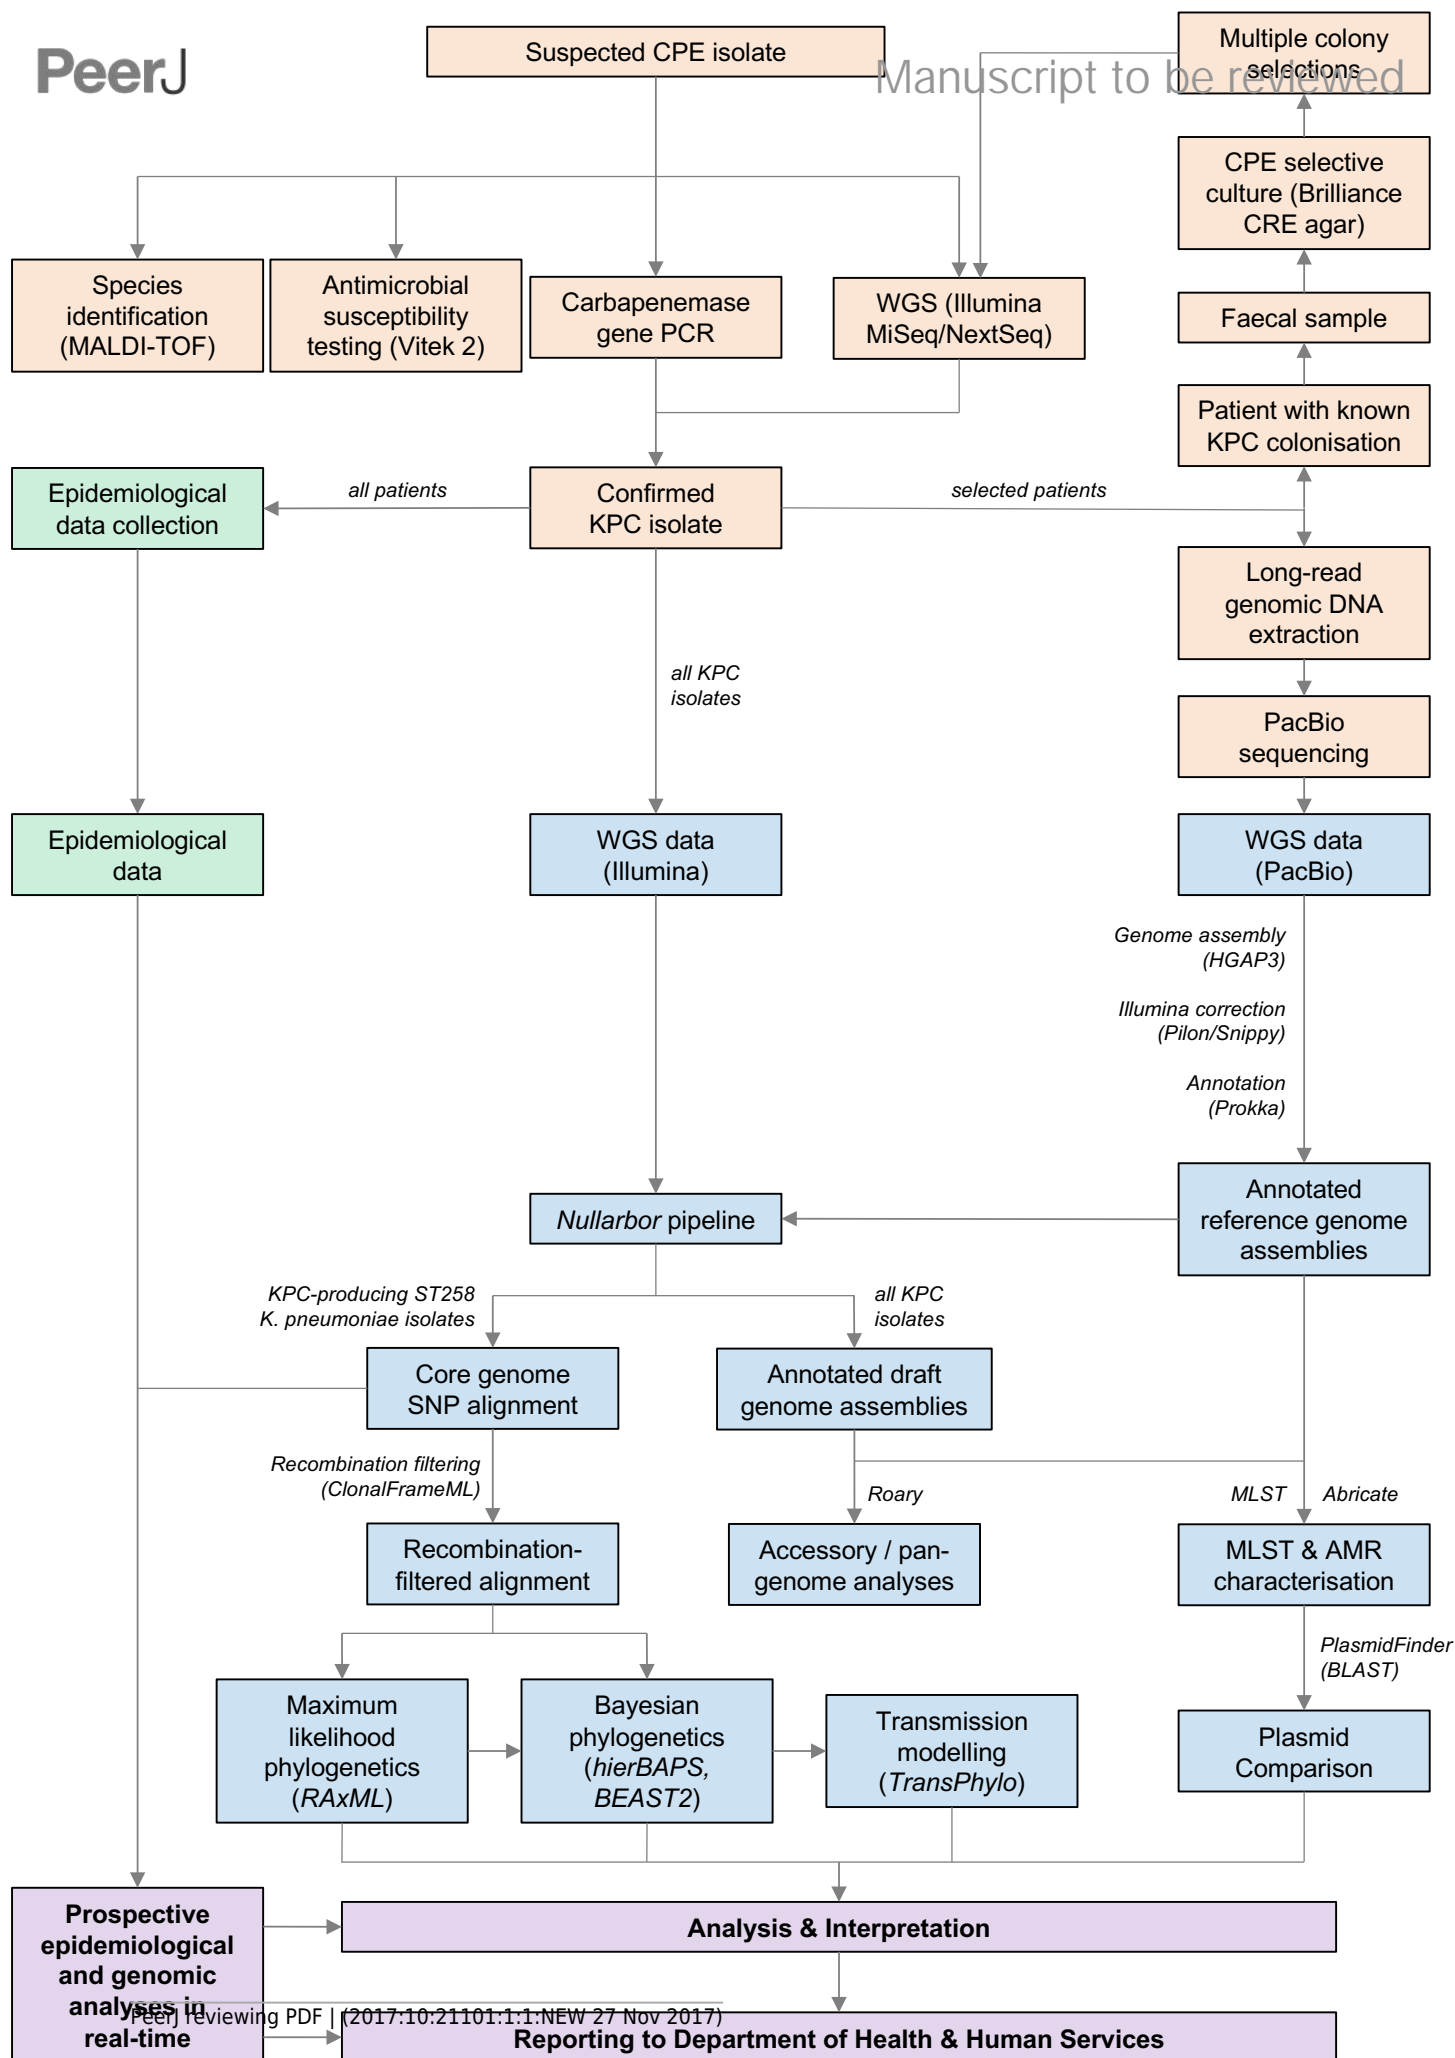 PeerJ
Manuscript to be reviewed
Suspected CPE isolate
Multiple colony
selections
CPE selective
culture (Brilliance
CRE agar)
Species
identification
(MALDI-TOF)
Antimicrobial
susceptibility
testing (Vitek 2)
Carbapenemase
gene PCR
WGS (Illumina
MiSeq/NextSeq)
Faecal sample
Patient with known
KPC colonisation
Epidemiological
data collection
all patients
Confirmed
KPC isolate
selected patients
Long-read
genomic DNA
extraction
all KPC
isolates
PacBio
sequencing
Epidemiological
data
WGS data
(Illumina)
WGS data
(PacBio)
Genome assembly
(HGAP3)
Illumina correction
(Pilon/Snippy)
Annotation
(Prokka)
Nullarbor pipeline
Annotated
reference genome
assemblies
KPC-producing ST258
K. pneumoniae isolates
all KPC
isolates
Core genome
SNP alignment
Annotated draft
genome assemblies
Recombination filtering
(ClonalFrameML)
Roary
MLST
Abricate
Recombination-
filtered alignment
Accessory / pan-
genome analyses
MLST & AMR
characterisation
PlasmidFinder
(BLAST)
Maximum
likelihood
phylogenetics
(RAxML)
Bayesian
phylogenetics
(hierBAPS,
BEAST2)
Transmission
modelling
(TransPhylo)
Plasmid
Comparison
Prospective
epidemiological
and genomic
analyses in
real-time
Analysis & Interpretation
PeerJ reviewing PDF | (2017:10:21101:1:1:NEW 27 Nov 2017)
Reporting to Department of Health & Human Services